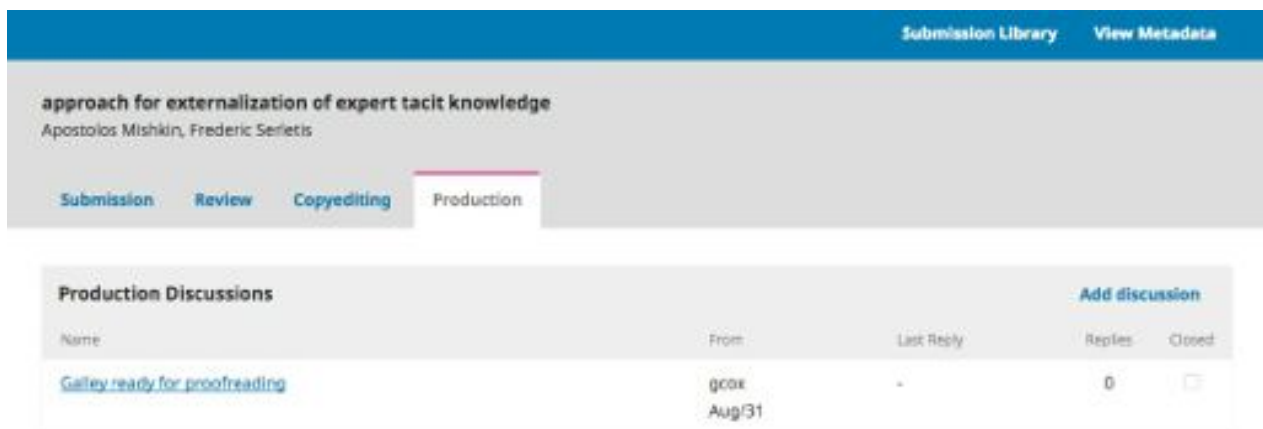 Submission Library View Metadata
approach for externalization of expert tacit knowledge
Apostolos Mishkin, Frederic Serletis
Submission Review Copyediting Production
Production Discussions Add discussion
Name From Last Reply Replies Closed
Galley ready for proofreading gcox - 0
Aug/31